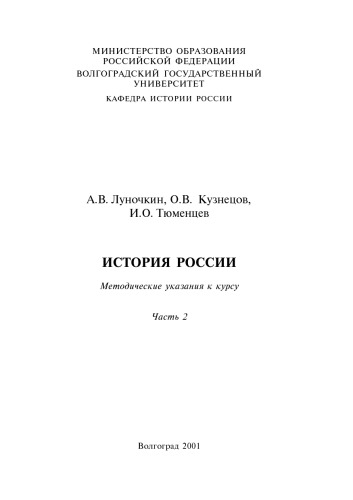 МИНИСТЕРСТВО ОБРАЗОВАНИЯ
РОССИЙСКОЙ ФЕДЕРАЦИИ
ВОЛГОГРАДСКИЙ ГОСУДАРСТВЕННЫЙ
УНИВЕРСИТЕТ
КАФЕДРА ИСТОРИИ РОССИИ
А.В. Луночкин, О.В. Кузнецов,
И.О. Тюменцев
ИСТОРИЯ РОССИИ
Методические указания к курсу
Часть 2
Волгоград 2001